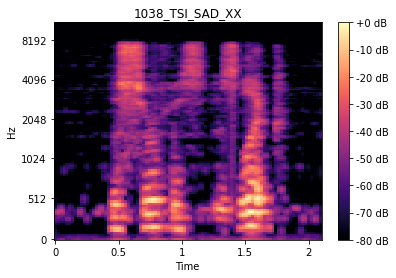 1038_TSI_SAD_XX
+0 dB
8192
-10 dB
4096
-20 dB
-30 dB
2048
Hz
-40 dB
1024
-50 dB
512
-60 dB
-70 dB
0
-80 dB
0 0.5 1 1.5 2
Time